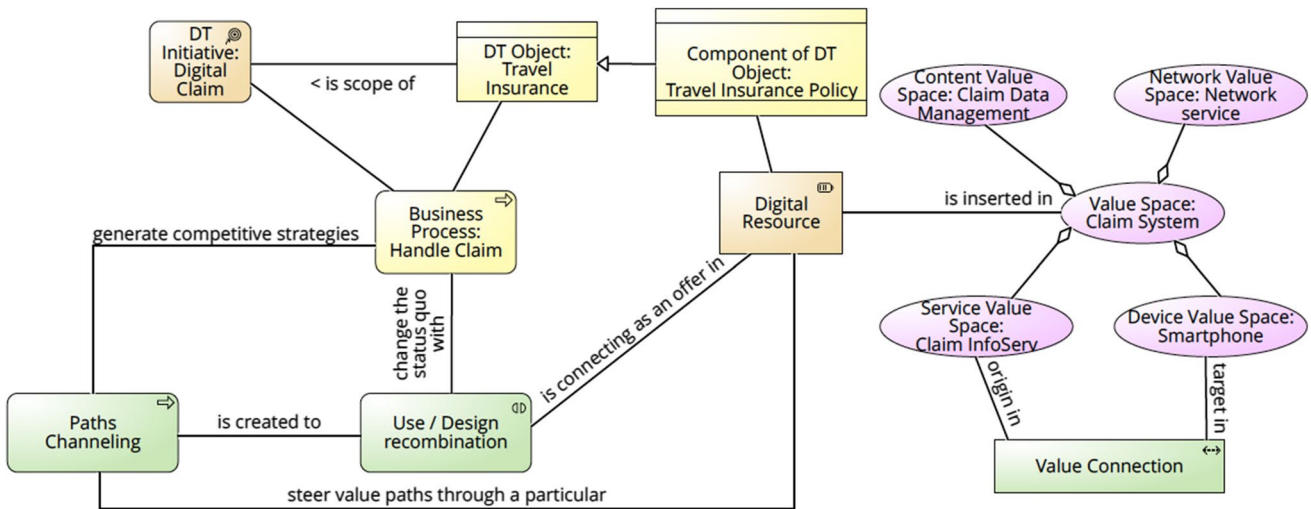 DT
Initiative:
Digital
Claim
< is scope of
DT Object:
Travel
Insurance
Component of DT
Object:
Travel Insurance Policy
Content Value
Space: Claim Data
Management
Network Value
Space: Network
service
Business
Process:
Handle Claim
Digital
Resource
is inserted in
Value Space:
Claim System
generate competitive strategies
change the
status quo
with
is connecting as an offer in
Service Value
Space:
Claim InfoServ
Device Value Space:
Smartphone
origin in
target in
Paths
Channeling
is created to
Use / Design
recombination
Value Connection
steer value paths through a particular